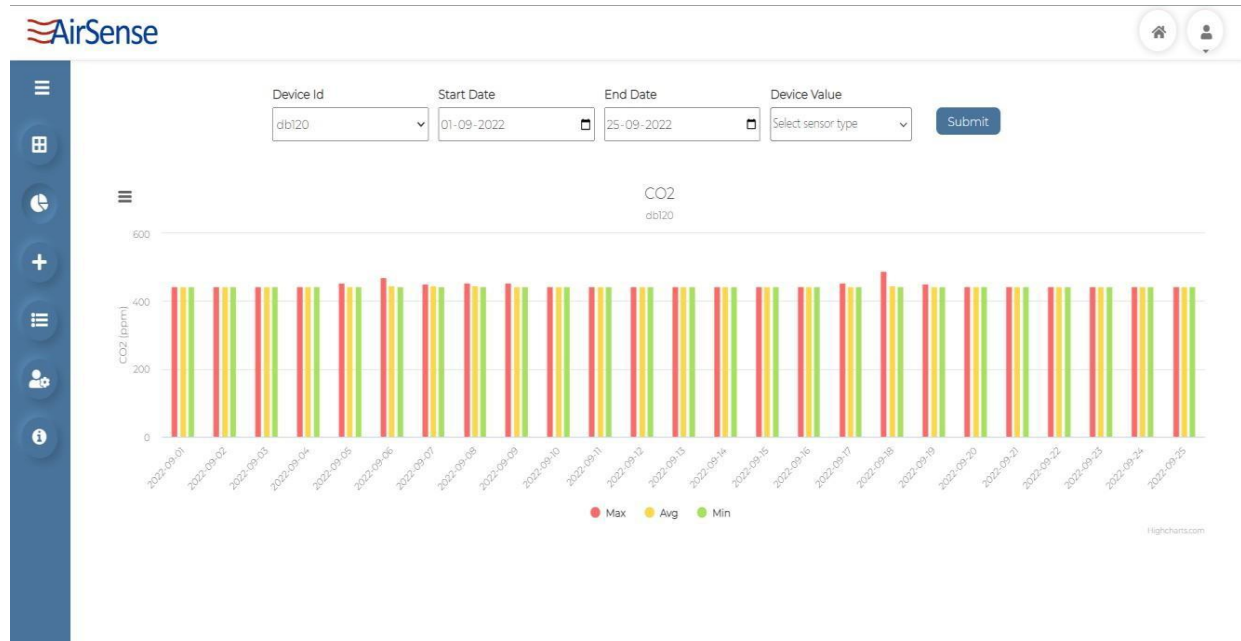 AirSense
Device Id Start Date End Date Device Value
db120 01-09-2022 25-09-2022 Select sensor type Submit
CO2
db120
600
400
200
0
CO2 (ppm)
2022-09-01 2022-09-02 2022-09-03 2022-09-04 2022-09-05 2022-09-06 2022-09-07 2022-09-08 2022-09-09 2022-09-10 2022-09-11 2022-09-12 2022-09-13 2022-09-14 2022-09-15 2022-09-16 2022-09-17 2022-09-18 2022-09-19 2022-09-20 2022-09-21 2022-09-22 2022-09-23 2022-09-24 2022-09-25
Max Avg Min
Highcharts.com